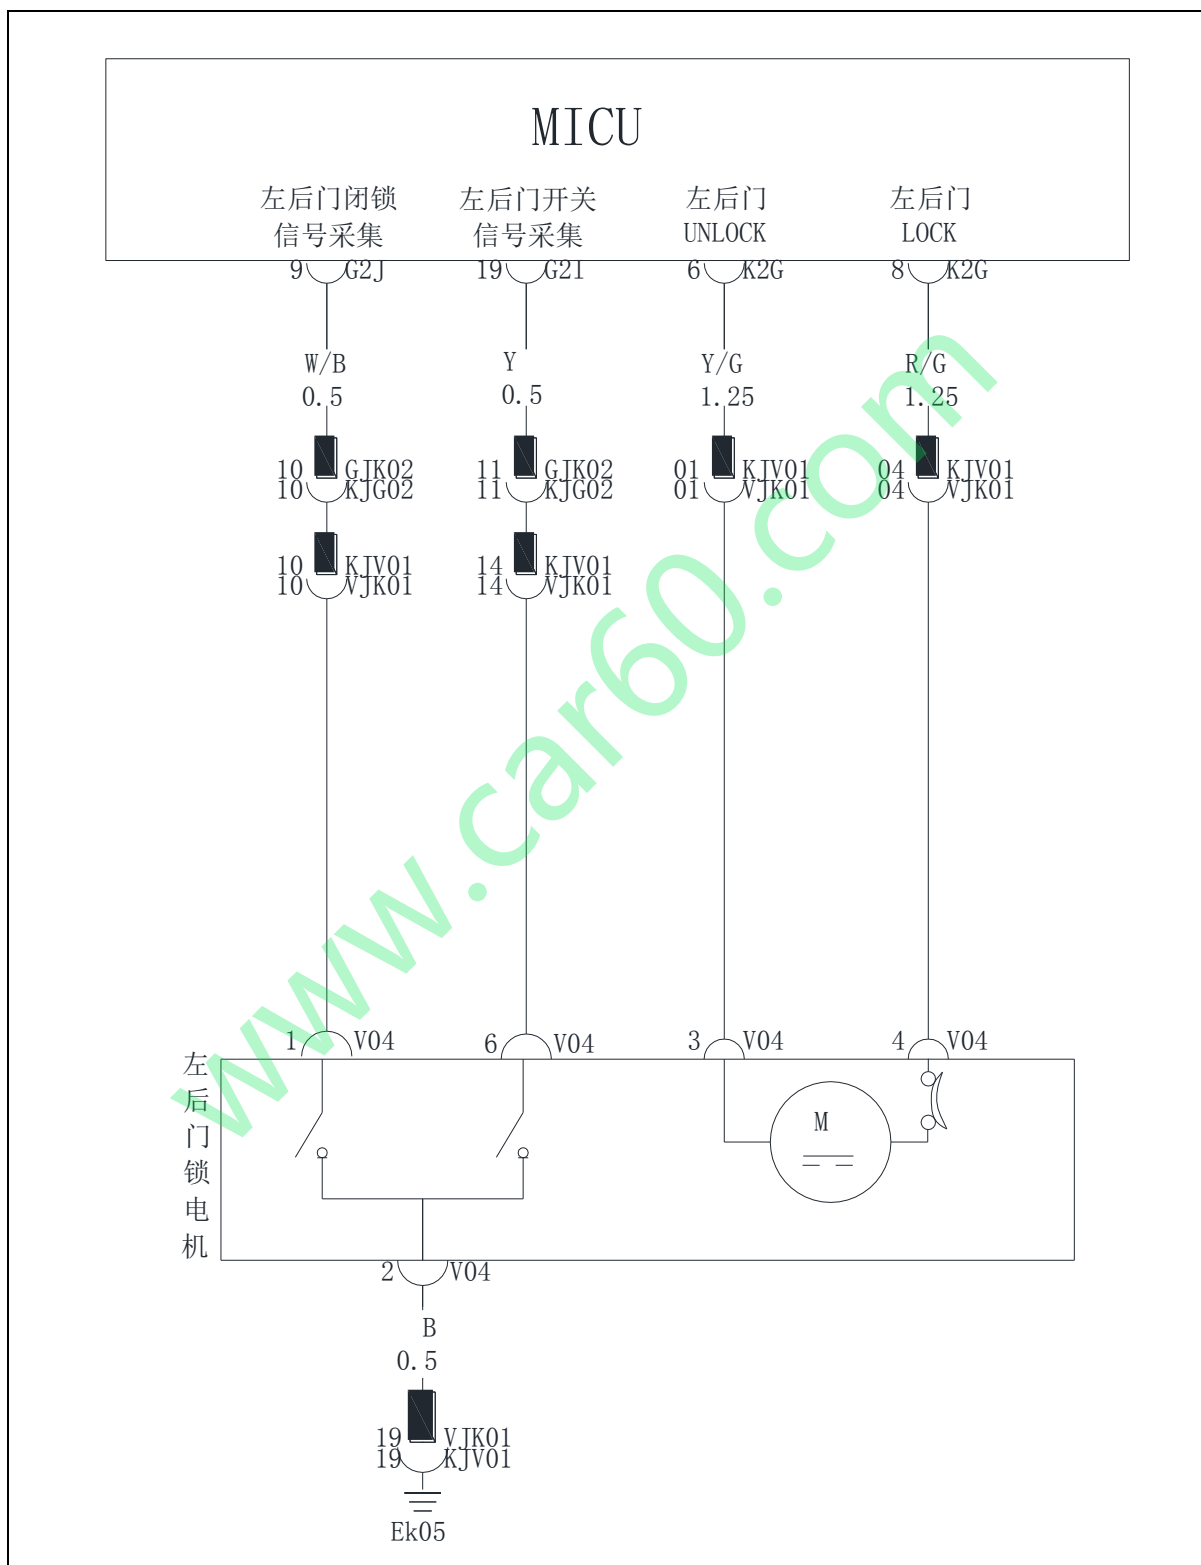 MICU
左后门闭锁
信号采集
左后门开关
信号采集
左后门
UNLOCK
左后门
LOCK
9 G2J
19 G2I
6 K2G
8 K2G
W/B
0.5
Y
0.5
Y/G
1.25
R/G
1.25
10 GJK02
10 KJG02
11 GJK02
11 KJG02
01 KJV01
01 VJK01
04 KJV01
04 VJK01
10 KJV01
10 VJK01
14 KJV01
14 VJK01
www.car60.com
1 V04
6 V04
3 V04
4 V04
左后门锁电机
M
2 V04
B
0.5
19 VJK01
19 KJV01
Ek05